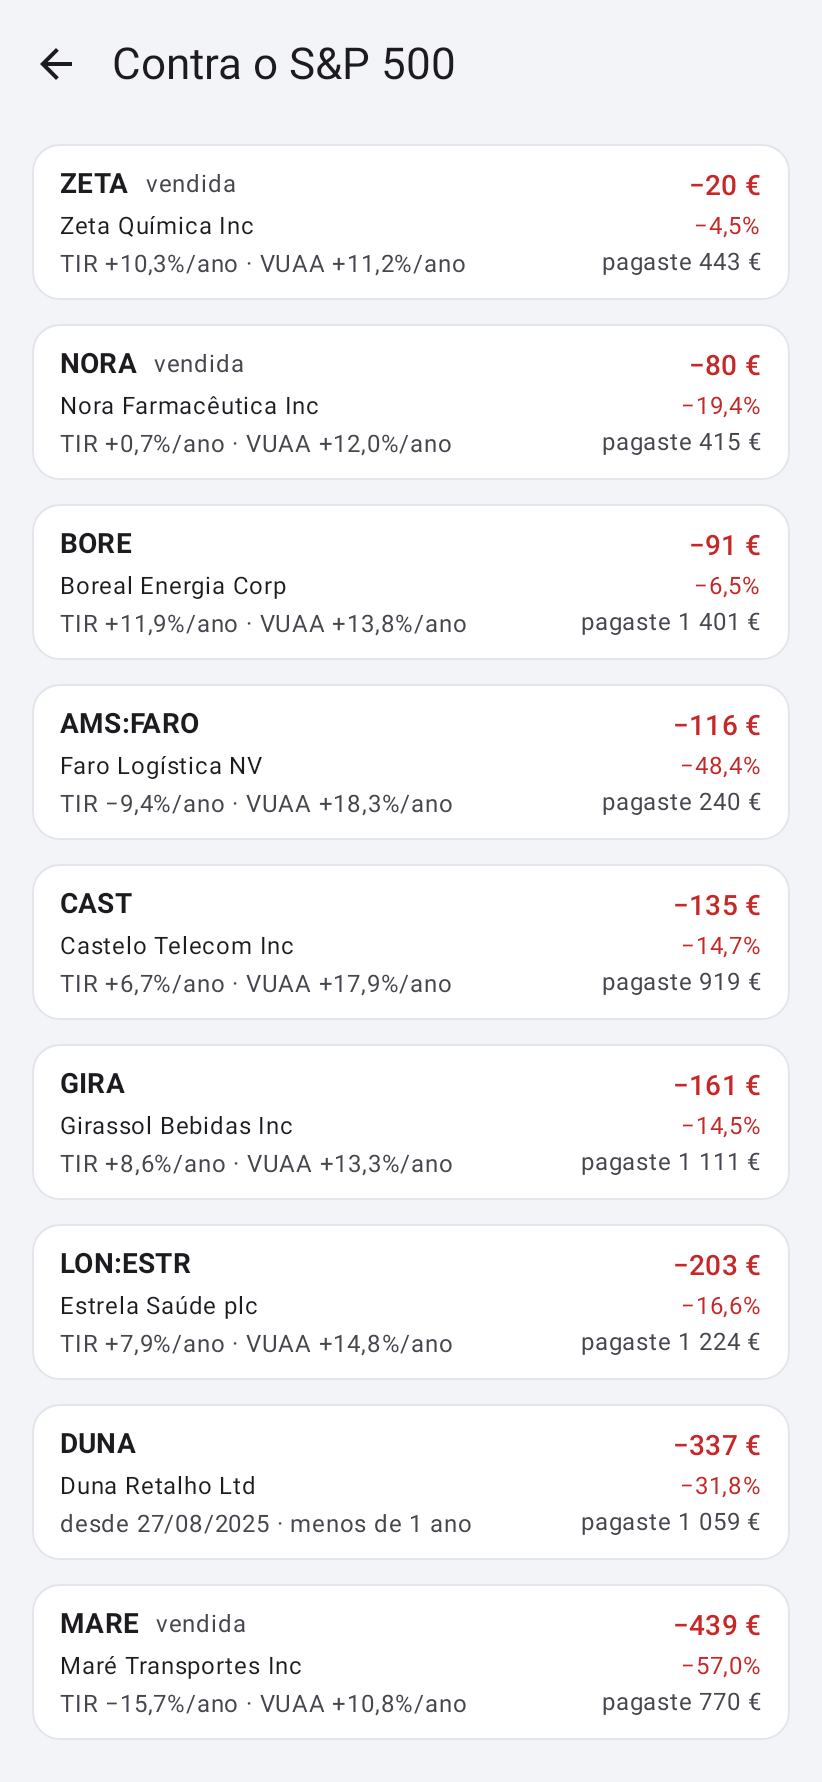 Contra o S&P 500
ZETA vendida −20 €
Zeta Química Inc −4,5%
TIR +10,3%/ano · VUAA +11,2%/ano pagaste 443 €
NORA vendida −80 €
Nora Farmacêutica Inc −19,4%
TIR +0,7%/ano · VUAA +12,0%/ano pagaste 415 €
BORE −91 €
Boreal Energia Corp −6,5%
TIR +11,9%/ano · VUAA +13,8%/ano pagaste 1 401 €
AMS:FARO −116 €
Faro Logística NV −48,4%
TIR −9,4%/ano · VUAA +18,3%/ano pagaste 240 €
CAST −135 €
Castelo Telecom Inc −14,7%
TIR +6,7%/ano · VUAA +17,9%/ano pagaste 919 €
GIRA −161 €
Girassol Bebidas Inc −14,5%
TIR +8,6%/ano · VUAA +13,3%/ano pagaste 1 111 €
LON:ESTR −203 €
Estrela Saúde plc −16,6%
TIR +7,9%/ano · VUAA +14,8%/ano pagaste 1 224 €
DUNA −337 €
Duna Retalho Ltd −31,8%
desde 27/08/2025 · menos de 1 ano pagaste 1 059 €
MARE vendida −439 €
Maré Transportes Inc −57,0%
TIR −15,7%/ano · VUAA +10,8%/ano pagaste 770 €